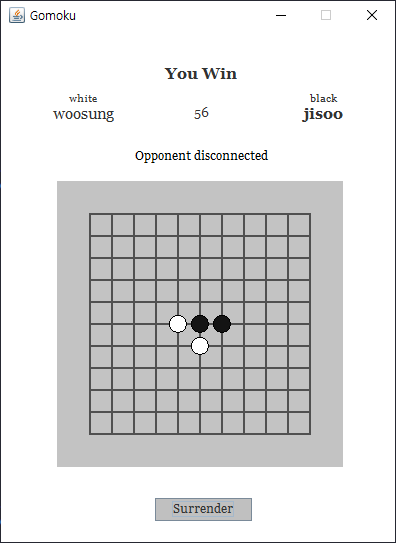 Gomoku
You Win
white
black
woosung
56
jisoo
Opponent disconnected
Surrender